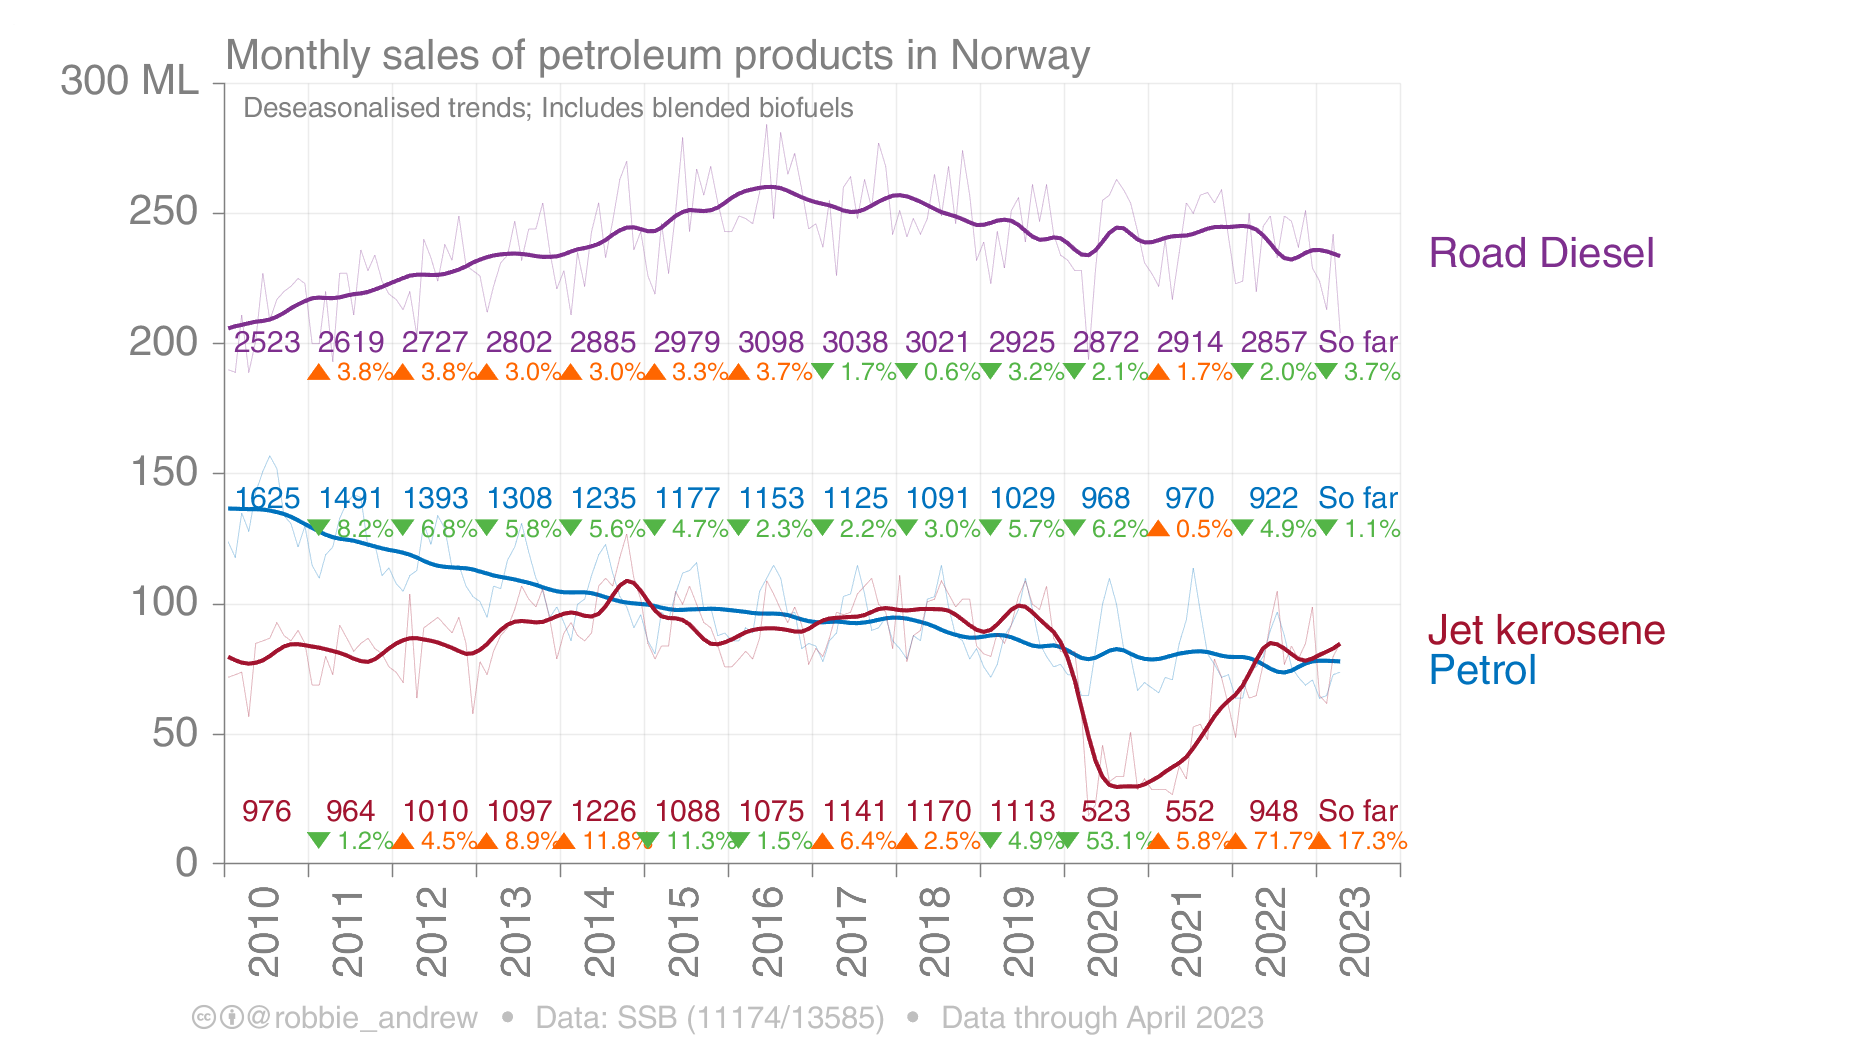 Monthly sales of petroleum products in Norway
300 ML
Deseasonalised trends; Includes blended biofuels
250
Road Diesel
200
2523 2619 2727 2802 2885 2979 3098 3038 3021 2925 2872 2914 2857 So far
▲ 3.8% ▲ 3.8% ▲ 3.0% ▲ 3.0% ▲ 3.3% ▲ 3.7% ▼ 1.7% ▼ 0.6% ▼ 3.2% ▼ 2.1% ▲ 1.7% ▼ 2.0% ▼ 3.7%
150
1625 1491 1393 1308 1235 1177 1153 1125 1091 1029 968 970 922 So far
▼ 8.2% ▼ 6.8% ▼ 5.8% ▼ 5.6% ▼ 4.7% ▼ 2.3% ▼ 2.2% ▼ 3.0% ▼ 5.7% ▼ 6.2% ▲ 0.5% ▼ 4.9% ▼ 1.1%
100
Jet kerosene
Petrol
50
976 964 1010 1097 1226 1088 1075 1141 1170 1113 523 552 948 So far
▼ 1.2% ▲ 4.5% ▲ 8.9% ▲ 11.8% ▼ 11.3% ▼ 1.5% ▲ 6.4% ▲ 2.5% ▼ 4.9% ▼ 53.1% ▲ 5.8% ▲ 71.7% ▲ 17.3%
0
2010 2011 2012 2013 2014 2015 2016 2017 2018 2019 2020 2021 2022 2023
cc @robbie_andrew • Data: SSB (11174/13585) • Data through April 2023